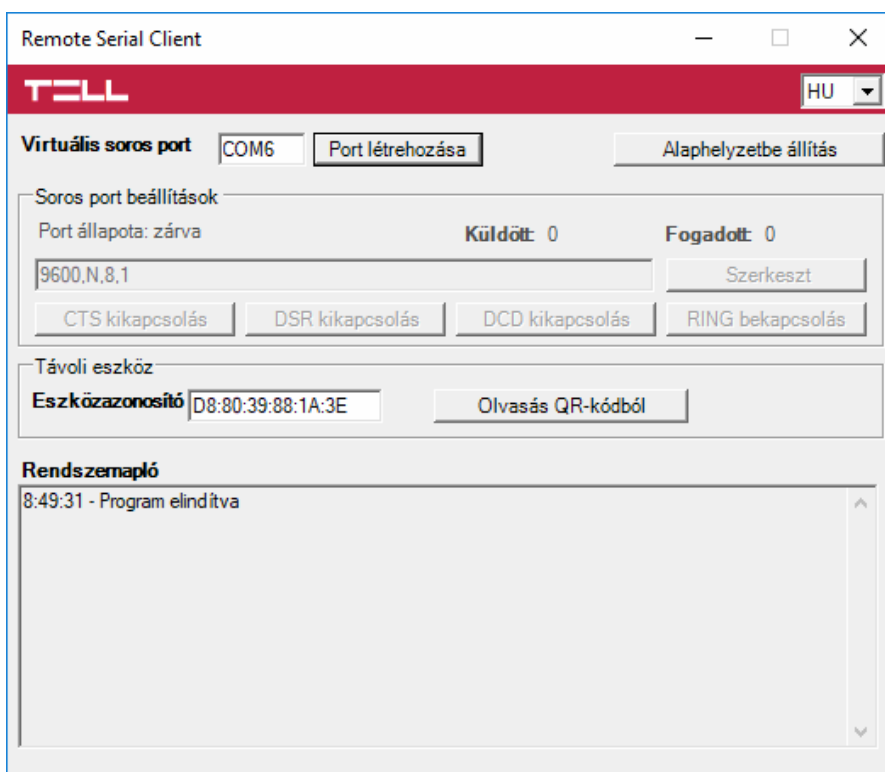 Remote Serial Client
TELL HU
Virtuális soros port COM6 Port létrehozása Alaphelyzetbe állítás
Soros port beállítások
Port állapota: zárva Küldött: 0 Fogadott: 0
9600,N,8,1 Szerkeszt
CTS kikapcsolás DSR kikapcsolás DCD kikapcsolás RING bekapcsolás
Távoli eszköz
Eszközazonosító D8:80:39:88:1A:3E Olvasás QR-kódból
Rendszernapló
8:49:31 - Program elindítva